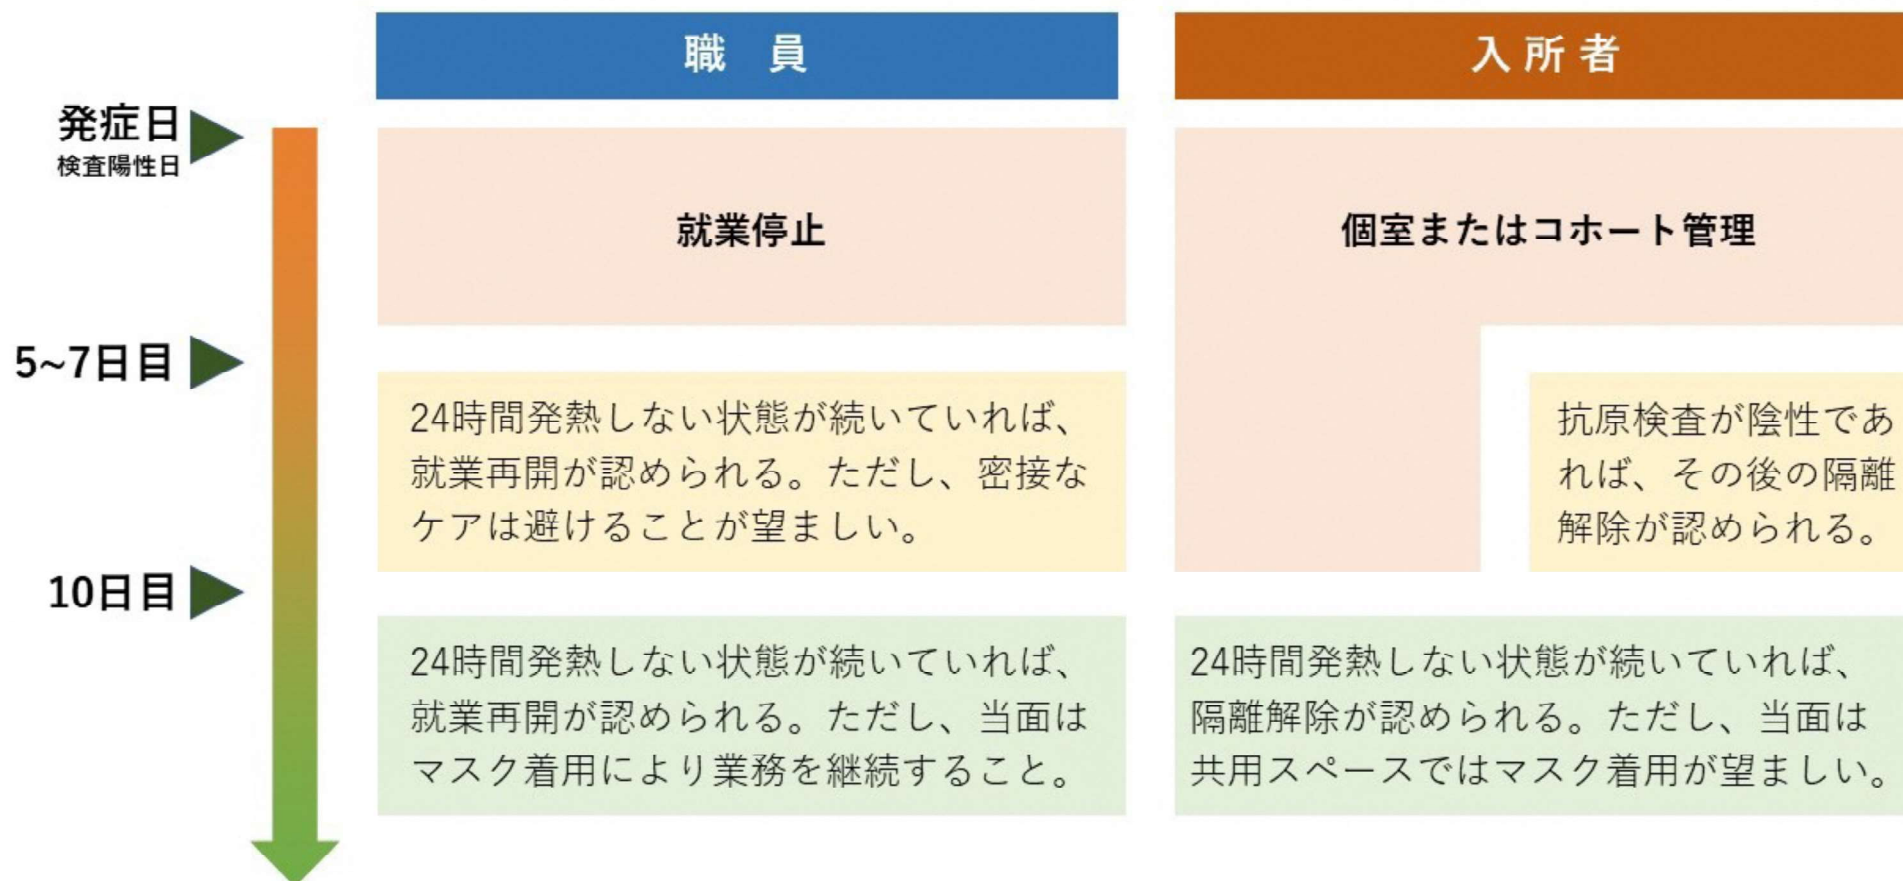 職 員
入所者
発症日
検査陽性日
就業停止
個室またはコホート管理
5~7日目
24時間発熱しない状態が続いていれば、
就業再開が認められる。ただし、密接な
ケアは避けることが望ましい。
抗原検査が陰性であ
れば、その後の隔離
解除が認められる。
10日目
24時間発熱しない状態が続いていれば、
就業再開が認められる。ただし、当面は
マスク着用により業務を継続すること。
24時間発熱しない状態が続いていれば、
隔離解除が認められる。ただし、当面は
共用スペースではマスク着用が望ましい。